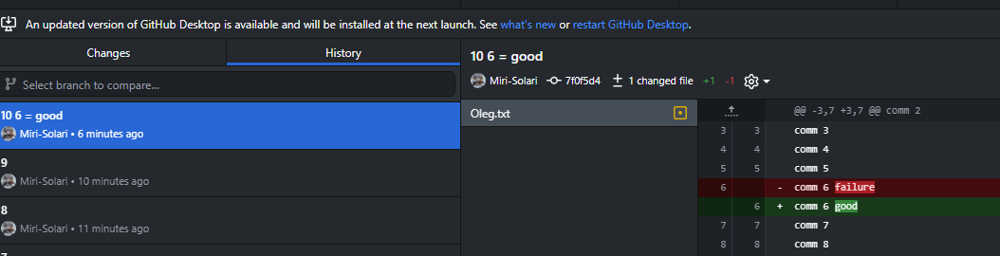 An updated version of GitHub Desktop is available and will be installed at the next launch. See what's new or restart GitHub Desktop.
Changes
History
Select branch to compare...
10 6 = good
Miri-Solari • 6 minutes ago
9
Miri-Solari • 10 minutes ago
8
Miri-Solari • 11 minutes ago
10 6 = good
Miri-Solari 7f0f5d4 1 changed file +1 -1
Oleg.txt
@@ -3,7 +3,7 @@ comm 2
3 3 comm 3
4 4 comm 4
5 5 comm 5
6 - comm 6 failure
6 + comm 6 good
7 7 comm 7
8 8 comm 8